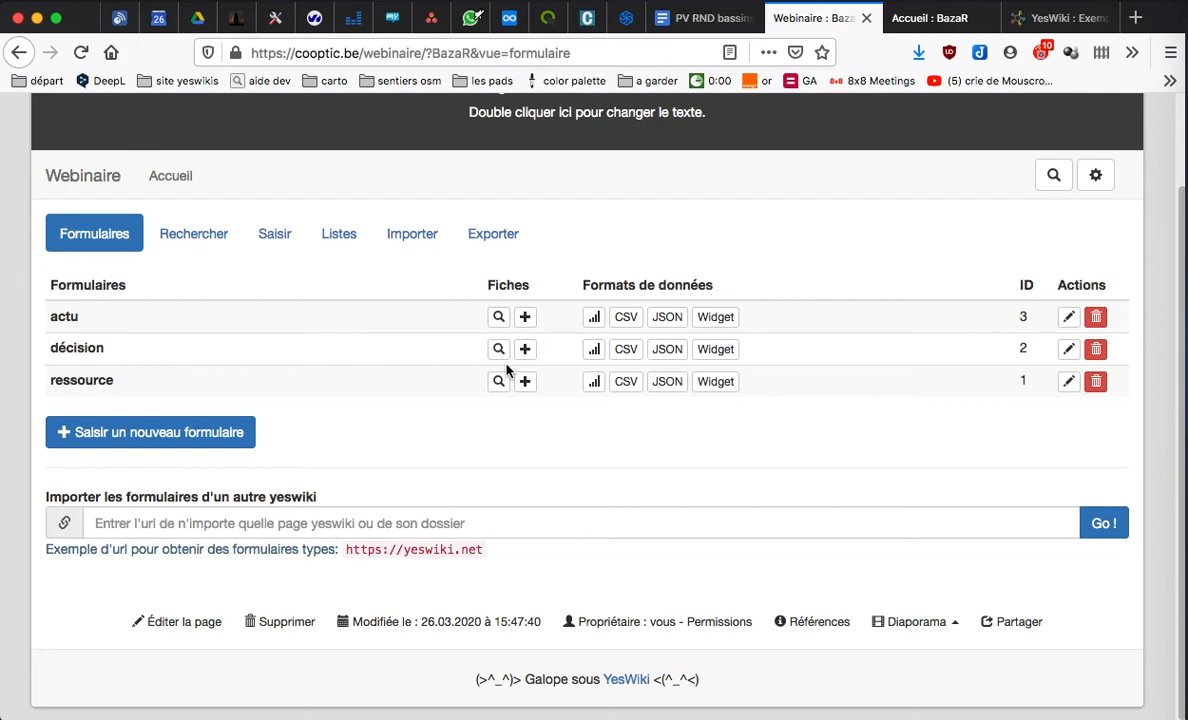 26
PV RND bassin
Webinaire : Baza
Accueil : BazaR
YesWiki : Exemp
https://cooptic.be/webinaire/?BazaR&vue=formulaire
10
départ
DeepL
site yeswikis
aide dev
carto
sentiers osm
les pads
color palette
a garder
0:00
or
GA
8x8 8x8 Meetings
(5) crie de Mouscro...
Double cliquer ici pour changer le texte.
Webinaire Accueil
Formulaires Rechercher Saisir Listes Importer Exporter
Formulaires Fiches Formats de données ID Actions
actu CSV JSON Widget 3
décision CSV JSON Widget 2
ressource CSV JSON Widget 1
Saisir un nouveau formulaire
Importer les formulaires d'un autre yeswiki
Entrer l'url de n'importe quelle page yeswiki ou de son dossier Go !
Exemple d'url pour obtenir des formulaires types: https://yeswiki.net
Éditer la page Supprimer Modifiée le : 26.03.2020 à 15:47:40 Propriétaire : vous - Permissions Références Diaporama Partager
(>^_^)> Galope sous YesWiki <(^_^<)